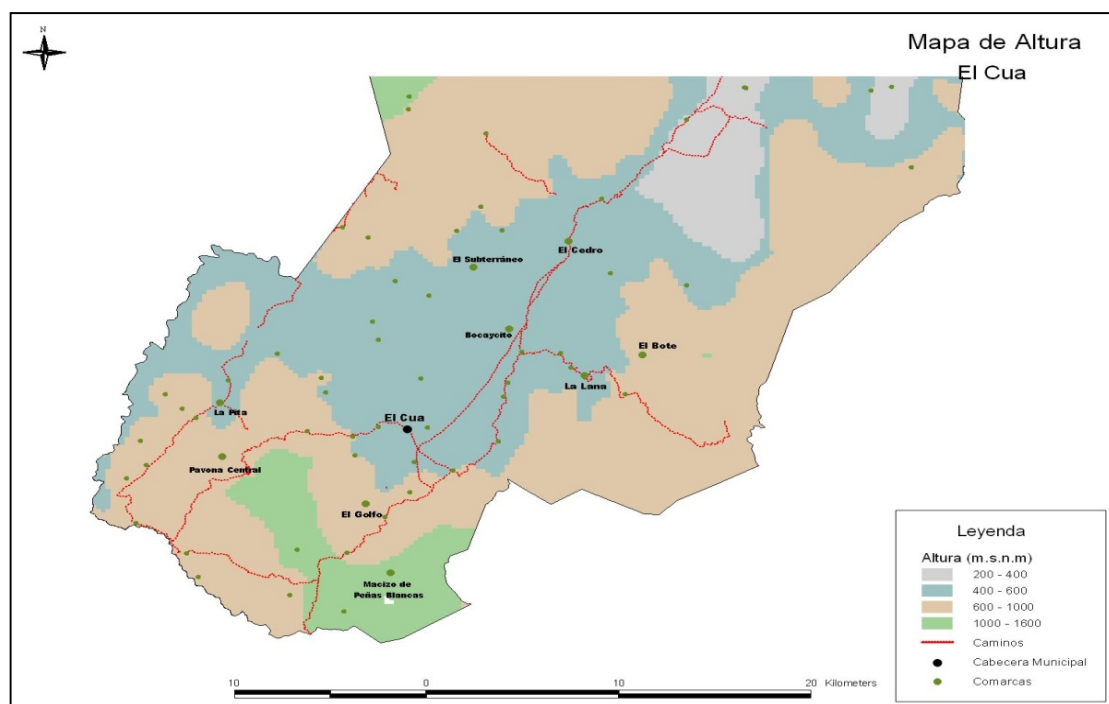 N
Mapa de Altura
El Cua
El Cedro
El Subterráneo
Bocaycito
El Bote
La Lana
El Cua
La Pita
Pavona Central
El Golfo
Macizo de
Peñas Blancas
Leyenda
Altura (m.s.n.m)
200 - 400
400 - 600
600 - 1000
1000 - 1600
Caminos
Cabecera Municipal
Comarcas
10 0 10 20 Kilometers